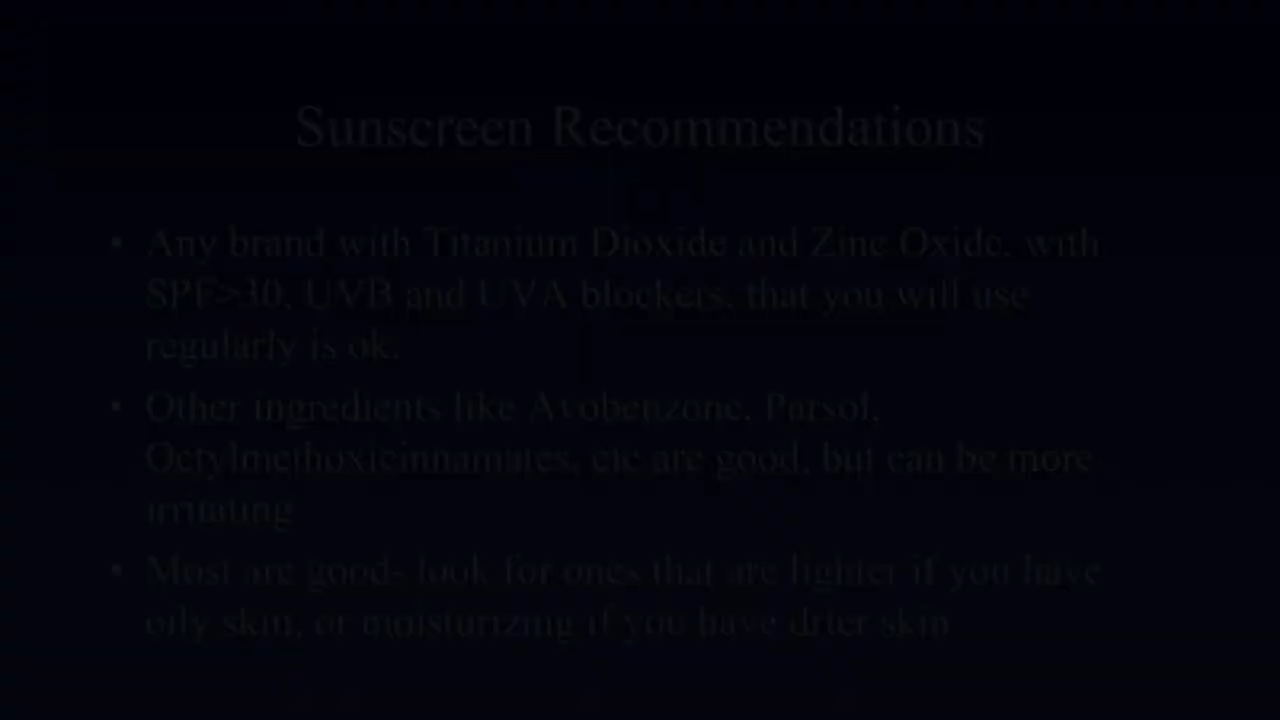 Sunscreen Recommendations
• Any brand with Titanium Dioxide and Zinc Oxide, with
SPF>30, UVB and UVA blockers, that you will use
regularly is ok.
• Other ingredients like Avobenzone, Parsol,
Octylmethoxicinnamates, etc are good, but can be more
irritating
• Most are good- look for ones that are lighter if you have
oily skin, or moisturizing if you have drier skin